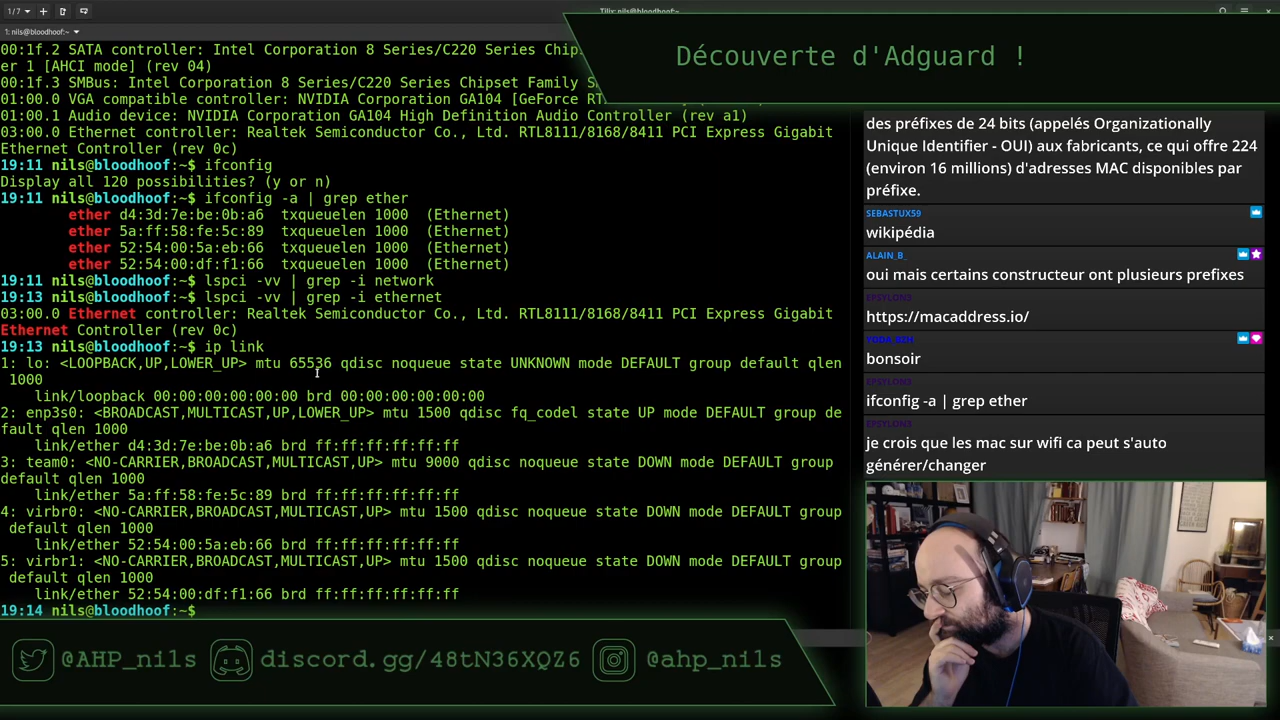 1/7
Tilix: nils@bloodhoof:~
1: nils@bloodhoof:~
00:1f.2 SATA controller: Intel Corporation 8 Series/C220 Series Chip
er 1 [AHCI mode] (rev 04)
00:1f.3 SMBus: Intel Corporation 8 Series/C220 Series Chipset Family S
01:00.0 VGA compatible controller: NVIDIA Corporation GA104 [GeForce RT
01:00.1 Audio device: NVIDIA Corporation GA104 High Definition Audio Controller (rev a1)
03:00.0 Ethernet controller: Realtek Semiconductor Co., Ltd. RTL8111/8168/8411 PCI Express Gigabit
Ethernet Controller (rev 0c)
19:11 nils@bloodhoof:~$ ifconfig
Display all 120 possibilities? (y or n)
19:11 nils@bloodhoof:~$ ifconfig -a | grep ether
ether d4:3d:7e:be:0b:a6 txqueuelen 1000 (Ethernet)
ether 5a:ff:58:fe:5c:89 txqueuelen 1000 (Ethernet)
ether 52:54:00:5a:eb:66 txqueuelen 1000 (Ethernet)
ether 52:54:00:df:f1:66 txqueuelen 1000 (Ethernet)
19:11 nils@bloodhoof:~$ lspci -vv | grep -i network
19:13 nils@bloodhoof:~$ lspci -vv | grep -i ethernet
03:00.0 Ethernet controller: Realtek Semiconductor Co., Ltd. RTL8111/8168/8411 PCI Express Gigabit
Ethernet Controller (rev 0c)
19:13 nils@bloodhoof:~$ ip link
1: lo: <LOOPBACK,UP,LOWER_UP> mtu 65536 qdisc noqueue state UNKNOWN mode DEFAULT group default qlen
1000
link/loopback 00:00:00:00:00:00 brd 00:00:00:00:00:00
2: enp3s0: <BROADCAST,MULTICAST,UP,LOWER_UP> mtu 1500 qdisc fq_codel state UP mode DEFAULT group de
fault qlen 1000
link/ether d4:3d:7e:be:0b:a6 brd ff:ff:ff:ff:ff:ff
3: team0: <NO-CARRIER,BROADCAST,MULTICAST,UP> mtu 9000 qdisc noqueue state DOWN mode DEFAULT group
default qlen 1000
link/ether 5a:ff:58:fe:5c:89 brd ff:ff:ff:ff:ff:ff
4: virbr0: <NO-CARRIER,BROADCAST,MULTICAST,UP> mtu 1500 qdisc noqueue state DOWN mode DEFAULT group
default qlen 1000
link/ether 52:54:00:5a:eb:66 brd ff:ff:ff:ff:ff:ff
5: virbr1: <NO-CARRIER,BROADCAST,MULTICAST,UP> mtu 1500 qdisc noqueue state DOWN mode DEFAULT group
default qlen 1000
link/ether 52:54:00:df:f1:66 brd ff:ff:ff:ff:ff:ff
19:14 nils@bloodhoof:~$
Découverte d'Adguard !
des préfixes de 24 bits (appelés Organizationally
Unique Identifier - OUI) aux fabricants, ce qui offre 224
(environ 16 millions) d'adresses MAC disponibles par
préfixe.
SEBASTUX59
wikipédia
ALAIN_B_
oui mais certains constructeur ont plusieurs prefixes
EPSYLON3
https://macaddress.io/
YODA_02H
bonsoir
EPSYLON3
ifconfig -a | grep ether
EPSYLON3
je crois que les mac sur wifi ca peut s'auto
générer/changer
@AHP_nils
discord.gg/48tN36XQZ6
@ahp_nils